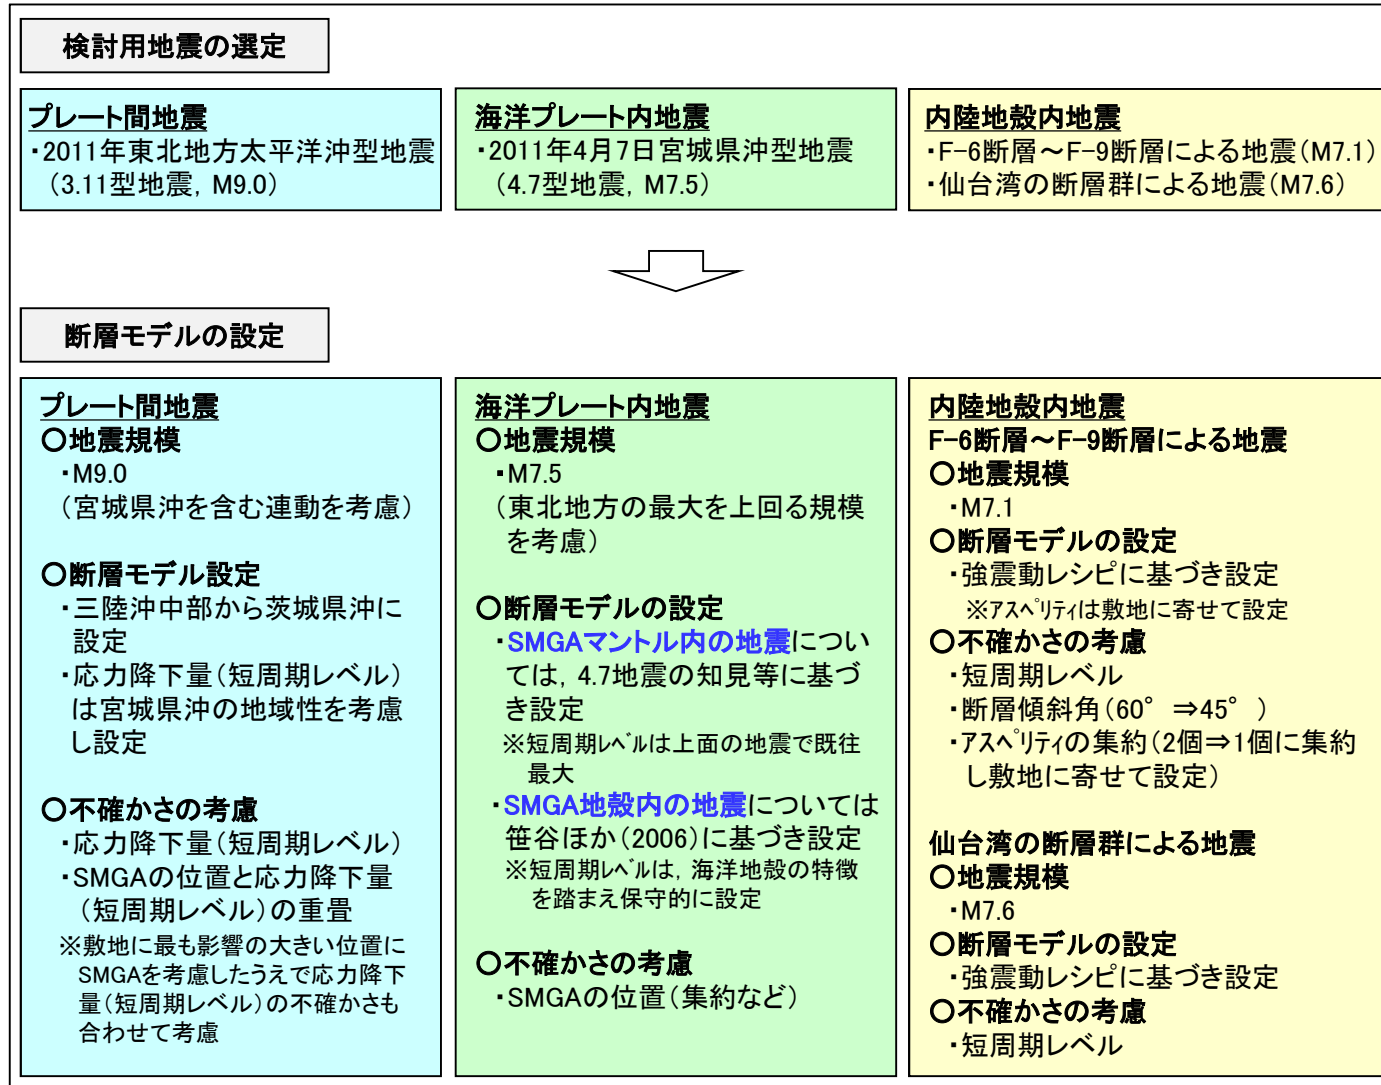 検討用地震の選定
プレート間地震
・2011年東北地方太平洋沖型地震
（3.11型地震，M9.0）
海洋プレート内地震
・2011年4月7日宮城県沖型地震
（4.7型地震，M7.5）
内陸地殻内地震
・F-6断層～F-9断層による地震（M7.1）
・仙台湾の断層群による地震（M7.6）
断層モデルの設定
プレート間地震
〇地震規模
・M9.0
（宮城県沖を含む連動を考慮）
〇断層モデル設定
・三陸沖中部から茨城県沖に
設定
・応力降下量（短周期レベル）
は宮城県沖の地域性を考慮
し設定
〇不確かさの考慮
・応力降下量（短周期レベル）
・SMGAの位置と応力降下量
（短周期レベル）の重畳
※敷地に最も影響の大きい位置に
SMGAを考慮したうえで応力降下
量（短周期レベル）の不確かさも
合わせて考慮
海洋プレート内地震
〇地震規模
・M7.5
（東北地方の最大を上回る規模
を考慮）
〇断層モデルの設定
・SMGAマントル内の地震につい
ては，4.7地震の知見等に基づ
き設定
※短周期ﾚﾍﾞﾙは上面の地震で既往
最大
・SMGA地殻内の地震については
笹谷ほか（2006）に基づき設定
※短周期ﾚﾍﾞﾙは，海洋地殻の特徴
を踏まえ保守的に設定
〇不確かさの考慮
・SMGAの位置（集約など）
内陸地殻内地震
F-6断層～F-9断層による地震
〇地震規模
・M7.1
〇断層モデルの設定
・強震動レシピに基づき設定
※ｱｽﾍﾟﾘﾃｨは敷地に寄せて設定
〇不確かさの考慮
・短周期レベル
・断層傾斜角（60° ⇒45° ）
・ｱｽﾍﾟﾘﾃｨの集約（2個⇒1個に集約
し敷地に寄せて設定）
仙台湾の断層群による地震
〇地震規模
・M7.6
〇断層モデルの設定
・強震動レシピに基づき設定
〇不確かさの考慮
・短周期レベル